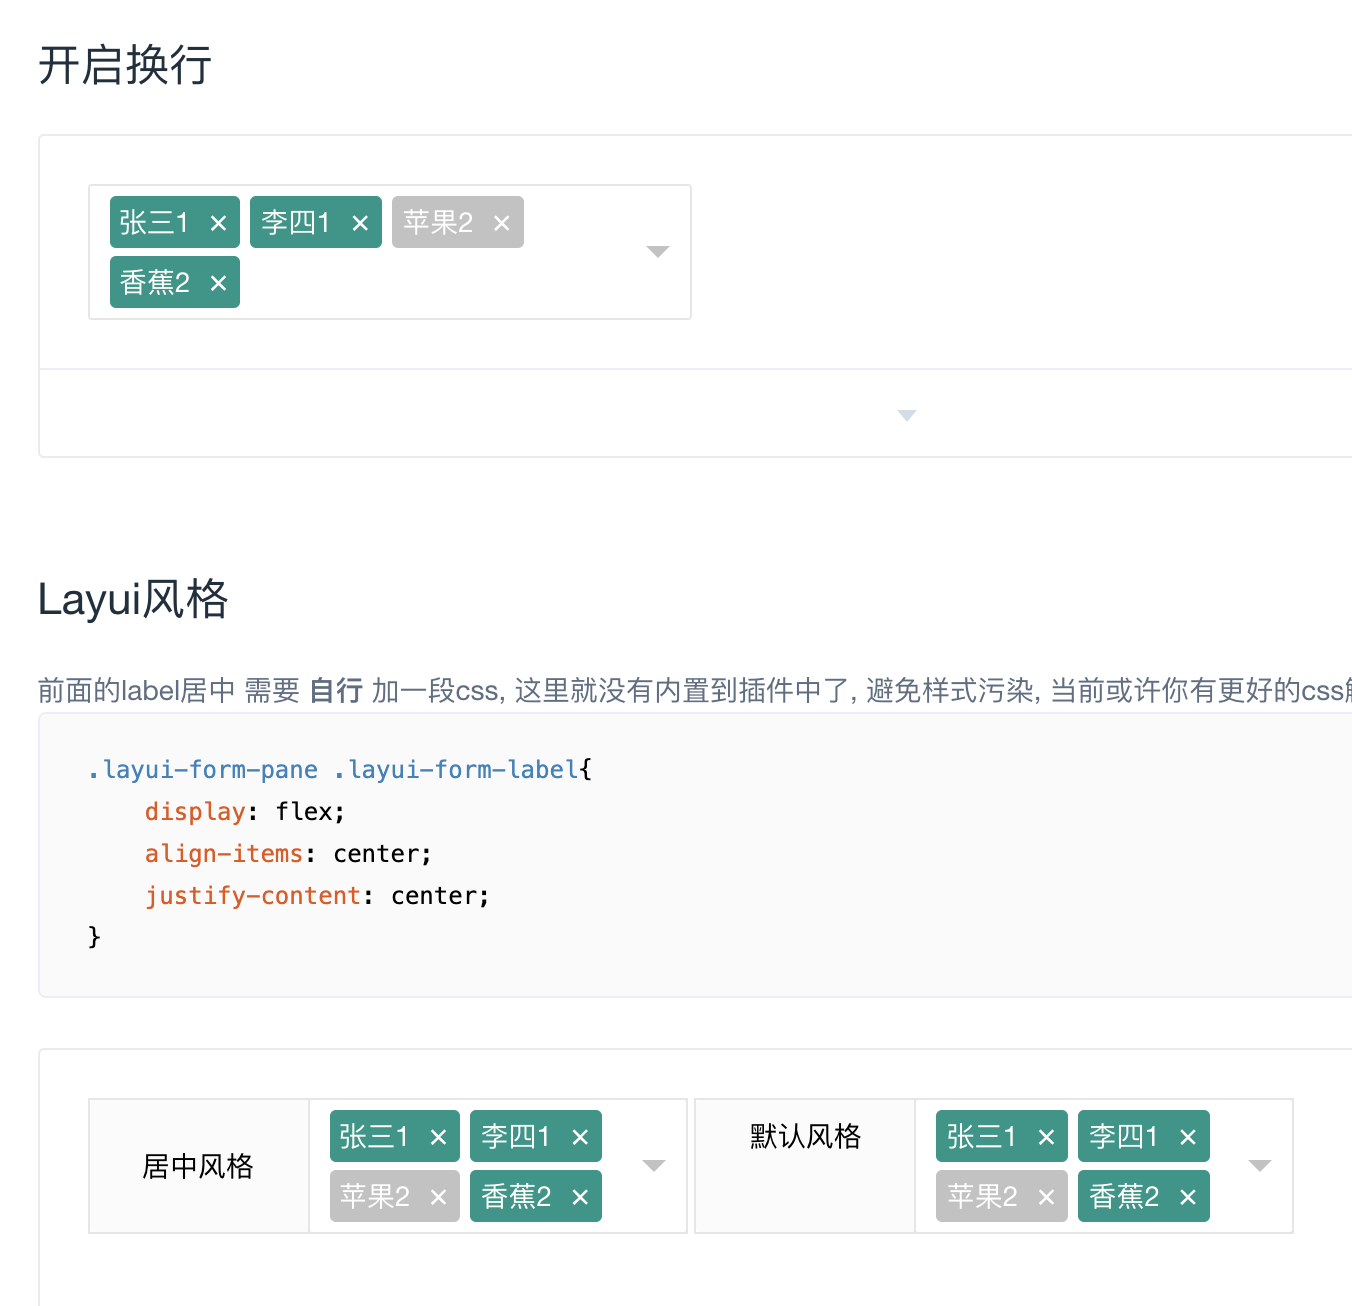 开启换行
张三1 × 李四1 × 苹果2 ×
香蕉2 ×
Layui风格
前面的label居中 需要 自行 加一段css, 这里就没有内置到插件中了, 避免样式污染, 当前或许你有更好的css
.layui-form-pane .layui-form-label{
    display: flex;
    align-items: center;
    justify-content: center;
}
居中风格
张三1 × 李四1 ×
苹果2 × 香蕉2 ×
默认风格
张三1 × 李四1 ×
苹果2 × 香蕉2 ×